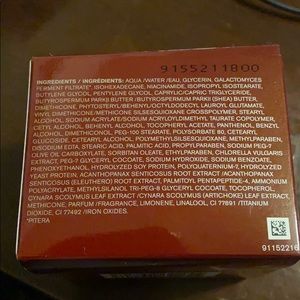 9155211800
INGREDIENTS / INGRÉDIENTS: AQUA /WATER /EAU, GLYCERIN, GALACTOMYCES
FERMENT FILTRATE* ISOHEXADECANE, NIACINAMIDE, ISOPROPYL ISOSTEARATE,
BUTYLENE GLYCOL, PENTYLENE GLYCOL, CAPRYLIC/CAPRIC TRIGLYCERIDE,
BUTYROSPERMUM PARKII BUTTER /BUTYROSPERMUM PARKII (SHEA) BUTTER,
DIMETHICONE, PHYTOSTERYL/BEHENYL/OCTYLDODECYL LAUROYL GLUTAMATE,
VINYL DIMETHICONE/METHICONE SILSESQUIOXANE CROSSPOLYMER, STEARYL
ALCOHOL, SODIUM ACRYLATE/SODIUM ACRYLOYLDIMETHYL TAURATE COPOLYMER,
CETYL ALCOHOL, BEHENYL ALCOHOL, TOCOPHERYL ACETATE, PANTHENOL, BENZYL
ALCOHOL, DIMETHICONOL, PEG-100 STEARATE, POLYSORBATE 80, CETEARYL
GLUCOSIDE, CETEARYL ALCOHOL, POLYMETHYLSILSESQUIOXANE, METHYLPARABEN,
DISODIUM EDTA, STEARIC ACID, PALMITIC ACID, PROPYLPARABEN, SODIUM PEG-7
OLIVE OIL CARBOXYLATE, SORBITAN OLEATE, ETHYLPARABEN, CHLORELLA VULGARIS
EXTRACT, PEG-7 GLYCERYL COCOATE, SODIUM HYDROXIDE, SODIUM BENZOATE,
PHENOXYETHANOL, HYDROLYZED SOY PROTEIN, POLYQUATERNIUM-7, HYDROLYZED
YEAST PROTEIN, ACANTHOPANAX SENTICOSUS ROOT EXTRACT /ACANTHOPANAX
SENTICOSUS (ELEUTHERO) ROOT EXTRACT, PALMITOYL PENTAPEPTIDE-4, AMMONIUM
POLYACRYLATE, METHYLSILANOL TRI-PEG-8 GLYCERYL COCOATE, TOCOPHEROL,
CYNARA SCOLYMUS LEAF EXTRACT /CYNARA SCOLYMUS (ARTICHOKE) LEAF EXTRACT,
METHICONE, PARFUM /FRAGRANCE, LIMONENE, LINALOOL, CI 77891 /TITANIUM
DIOXIDE, CI 77492 /IRON OXIDES.
*PITERA
91152216